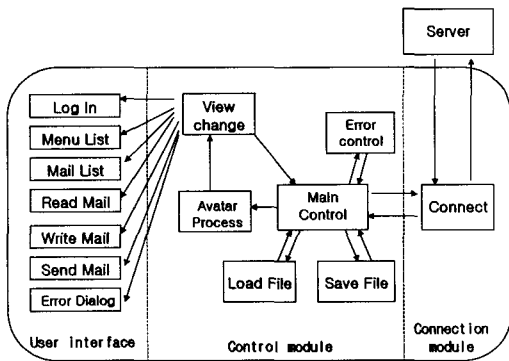 Server
Log In
Menu List
Mail List
Read Mail
Write Mail
Send Mail
Error Dialog
View
change
Error
control
Avatar
Process
Main
Control
Connect
Load File
Save File
User interface
Control module
Connection
module